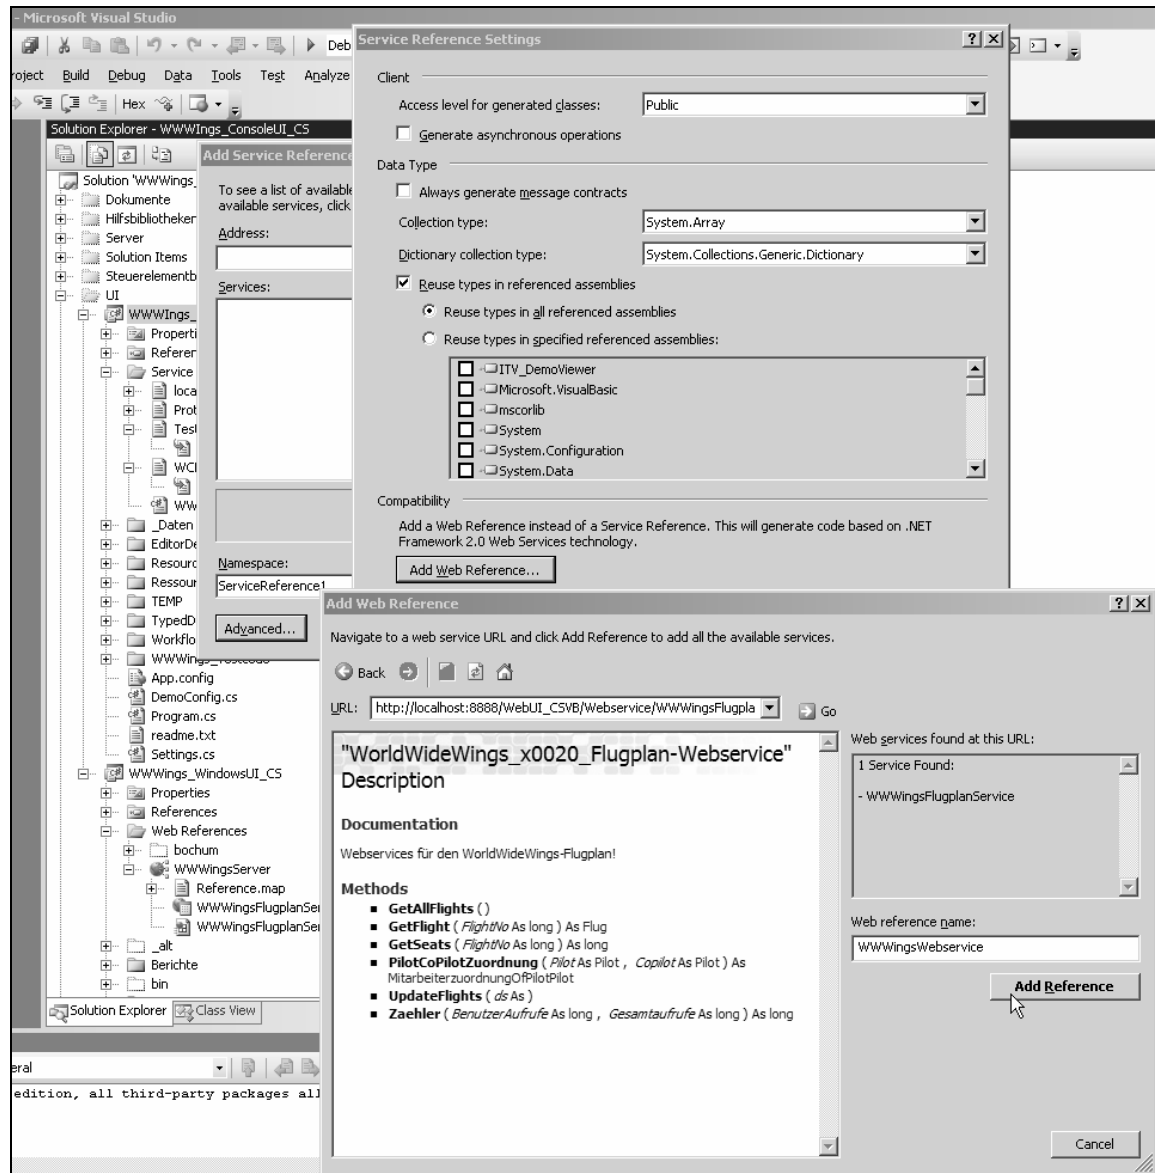 - Microsoft Visual Studio
Deb
roject Build Debug Data Tools Test Analyze
Hex
Solution Explorer - WWWIngs_ConsoleUI_CS
Solution 'WWWings_
Dokumente
Hilfsbibliotheken
Server
Solution Items
Steuerelementb
UI
WWWIngs_
Properti
Referen
Service
loca
Prot
Test
WCF
WW
_Daten
EditorDe
Resourc
Ressour
TEMP
TypedD
Workflo
WWWings_Testcode
App.config
DemoConfig.cs
Program.cs
readme.txt
Settings.cs
WWWings_WindowsUI_CS
Properties
References
Web References
bochum
WWWingsServer
Reference.map
WWWingsFlugplanSer
WWWingsFlugplanSer
_alt
Berichte
bin
Solution Explorer Class View
eral
edition, all third-party packages all
Add Service Reference
To see a list of available
available services, click
Address:
Services:
Namespace:
ServiceReference1
Advanced...
Service Reference Settings
Client
Access level for generated classes: Public
Generate asynchronous operations
Data Type
Always generate message contracts
Collection type: System.Array
Dictionary collection type: System.Collections.Generic.Dictionary
Reuse types in referenced assemblies
Reuse types in all referenced assemblies
Reuse types in specified referenced assemblies:
ITV_DemoViewer
Microsoft.VisualBasic
mscorlib
System
System.Configuration
System.Data
Compatibility
Add a Web Reference instead of a Service Reference. This will generate code based on .NET
Framework 2.0 Web Services technology.
Add Web Reference...
Add Web Reference
Navigate to a web service URL and click Add Reference to add all the available services.
Back
URL: http://localhost:8888/WebUI_CSVB/Webservice/WWWingsFlugpla Go
"WorldWideWings_x0020_Flugplan-Webservice"
Description
Documentation
Webservices für den WorldWideWings-Flugplan!
Methods
GetAllFlights ( )
GetFlight ( FlightNo As long ) As Flug
GetSeats ( FlightNo As long ) As long
PilotCoPilotZuordnung ( Pilot As Pilot , Copilot As Pilot ) As
MitarbeiterzuordnungOfPilotPilot
UpdateFlights ( ds As )
Zaehler ( BenutzerAufrufe As long , Gesamtaufrufe As long ) As long
Web services found at this URL:
1 Service Found:
- WWWingsFlugplanService
Web reference name:
WWWingsWebservice
Add Reference
Cancel